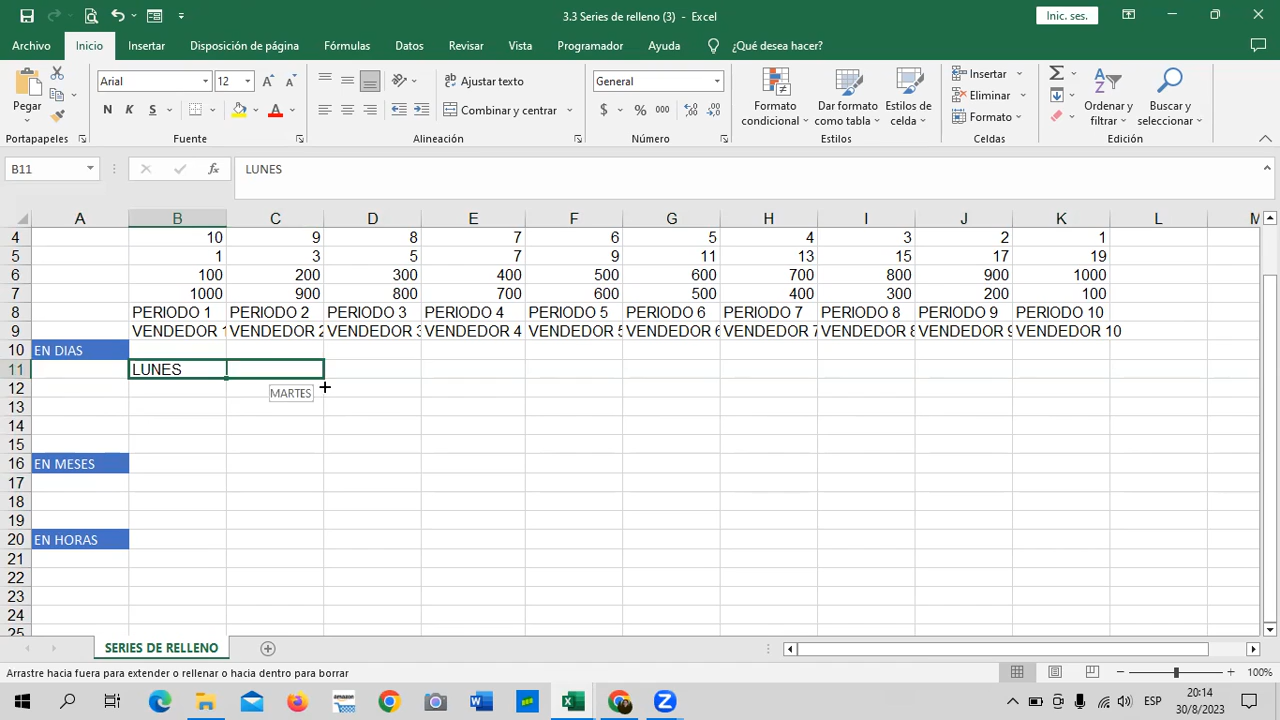 3.3 Series de relleno (3) — Excel
Inic. ses.
Archivo Inicio Insertar Disposición de página Fórmulas Datos Revisar Vista Programador Ayuda ¿Qué desea hacer?
Pegar
Arial 12
Ajustar texto
General
Formato condicional
Dar formato como tabla
Estilos de celda
Insertar
Eliminar
Formato
Ordenar y filtrar
Buscar y seleccionar
N K S
Combinar y centrar
$ % 000
Portapapeles Fuente Alineación Número Estilos Celdas Edición
B11 fx LUNES
A B C D E F G H I J K L M
4 10 9 8 7 6 5 4 3 2 1
5 1 3 5 7 9 11 13 15 17 19
6 100 200 300 400 500 600 700 800 900 1000
7 1000 900 800 700 600 500 400 300 200 100
8 PERIODO 1 PERIODO 2 PERIODO 3 PERIODO 4 PERIODO 5 PERIODO 6 PERIODO 7 PERIODO 8 PERIODO 9 PERIODO 10
9 VENDEDOR 1 VENDEDOR 2 VENDEDOR 3 VENDEDOR 4 VENDEDOR 5 VENDEDOR 6 VENDEDOR 7 VENDEDOR 8 VENDEDOR 9 VENDEDOR 10
10 EN DIAS
11 LUNES
12 MARTES
13
14
15
16 EN MESES
17
18
19
20 EN HORAS
21
22
23
24
25
SERIES DE RELLENO
Arrastre hacia fuera para extender o rellenar o hacia dentro para borrar
100%
amazon
ESP
20:14
30/8/2023